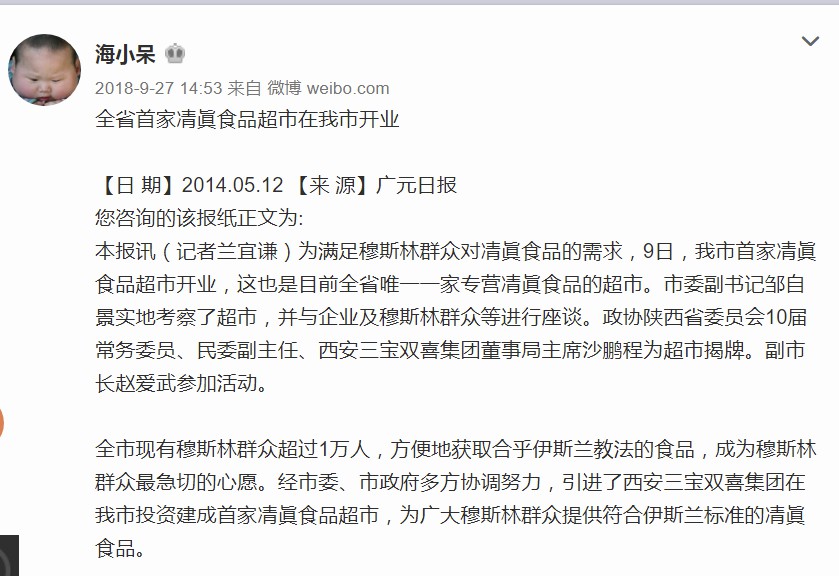 海小呆
2018-9-27 14:53 来自 微博 weibo.com
全省首家凊眞食品超市在我市开业
【日 期】2014.05.12 【来 源】广元日报
您咨询的该报纸正文为:
本报讯（记者兰宜谦）为满足穆斯林群众对凊眞食品的需求，9日，我市首家凊眞
食品超市开业，这也是目前全省唯一一家专营凊眞食品的超市。市委副书记邹自
景实地考察了超市，并与企业及穆斯林群众等进行座谈。政协陕西省委员会10届
常务委员、民委副主任、西安三宝双喜集团董事局主席沙鹏程为超市揭牌。副市
长赵爱武参加活动。
全市现有穆斯林群众超过1万人，方便地获取合乎伊斯兰教法的食品，成为穆斯林
群众最急切的心愿。经市委、市政府多方协调努力，引进了西安三宝双喜集团在
我市投资建成首家凊眞食品超市，为广大穆斯林群众提供符合伊斯兰标准的凊眞
食品。